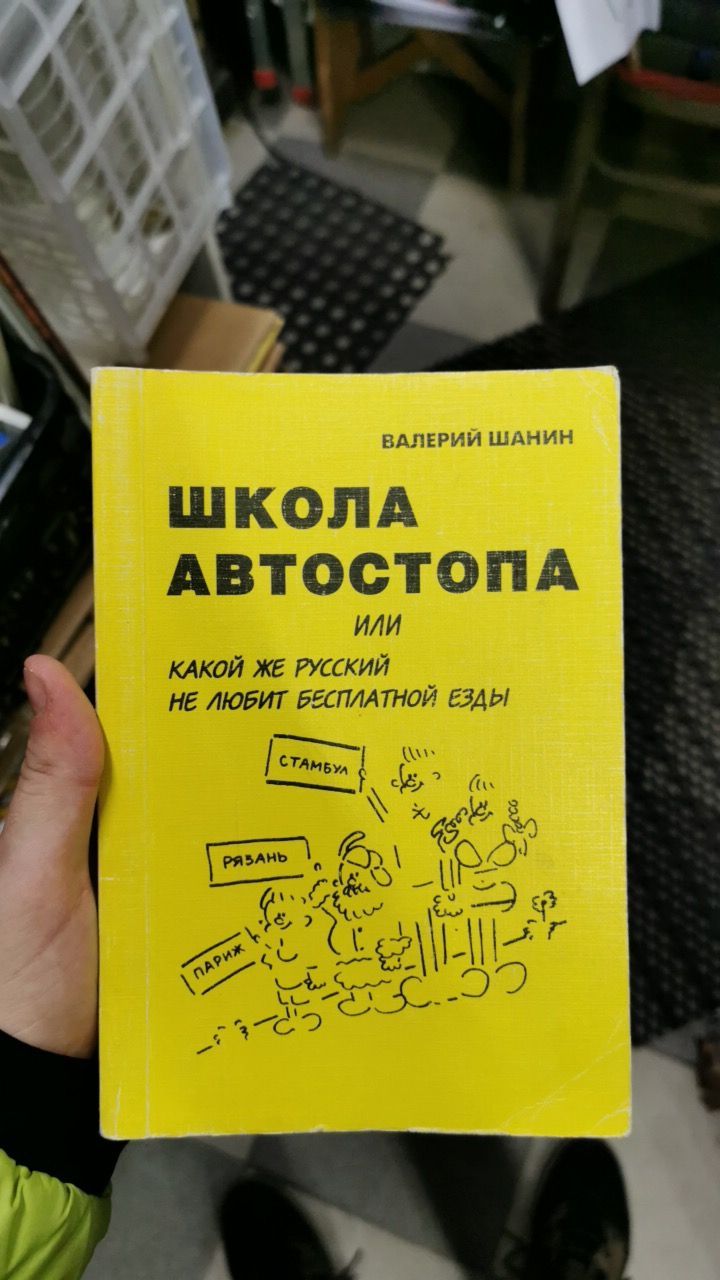 ВАЛЕРИЙ ШАНИН
ШКОЛА
АВТОСТОПА
ИЛИ
КАКОЙ ЖЕ РУССКИЙ
НЕ ЛЮБИТ БЕСПЛАТНОЙ ЕЗДЫ
СТАМБУЛ
РЯЗАНЬ
ПАРИЖ